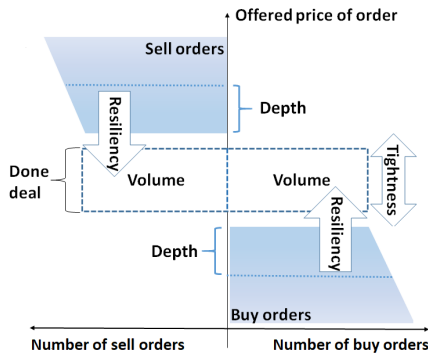 Offered price of order
Sell orders
Resiliency
Depth
Done
deal
Volume
Volume
Tightness
Resiliency
Depth
Buy orders
Number of sell orders
Number of buy orders